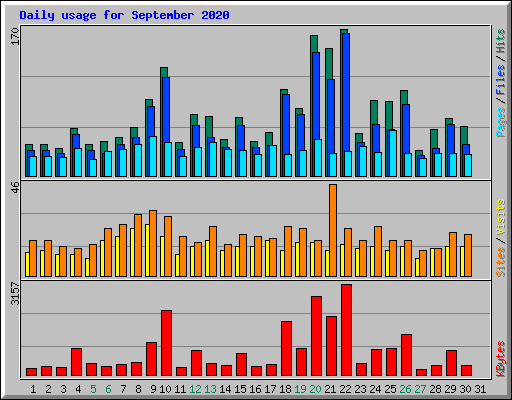 Daily usage for September 2020
170
Pages / Files / Hits
46
Sites / Visits
3157
KBytes
1 2 3 4 5 6 7 8 9 10 11 12 13 14 15 16 17 18 19 20 21 22 23 24 25 26 27 28 29 30 31